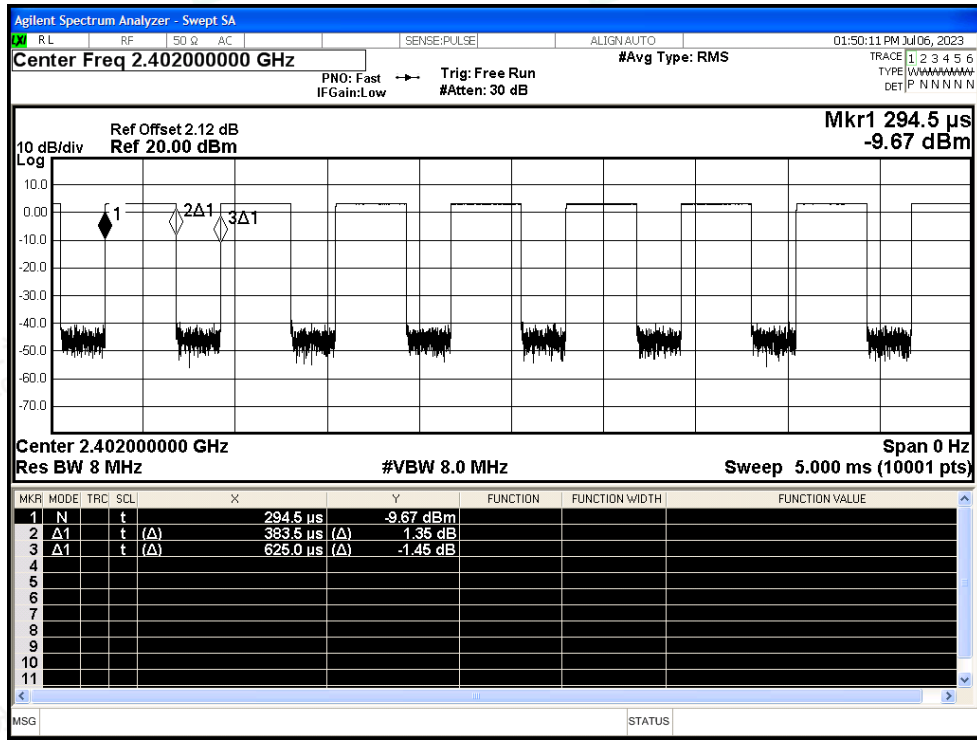 Agilent Spectrum Analyzer - Swept SA
LXI RL RF 50 Ω AC SENSE:PULSE ALIGN AUTO 01:50:11 PM Jul 06, 2023
Center Freq 2.402000000 GHz
PNO: Fast
IFGain:Low
Trig: Free Run
#Atten: 30 dB
#Avg Type: RMS
TRACE 1 2 3 4 5 6
TYPE
DET P N N N N N
Mkr1 294.5 µs
-9.67 dBm
Ref Offset 2.12 dB
10 dB/div Ref 20.00 dBm
Log
10.0
0.00
-10.0
-20.0
-30.0
-40.0
-50.0
-60.0
-70.0
1 2Δ1 3Δ1
Center 2.402000000 GHz Span 0 Hz
Res BW 8 MHz #VBW 8.0 MHz Sweep 5.000 ms (10001 pts)
MKR MODE TRC SCL X Y FUNCTION FUNCTION WIDTH FUNCTION VALUE
1 N t 294.5 µs -9.67 dBm
2 Δ1 t (Δ) 383.5 µs (Δ) 1.35 dB
3 Δ1 t (Δ) 625.0 µs (Δ) -1.45 dB
4
5
6
7
8
9
10
11
MSG STATUS